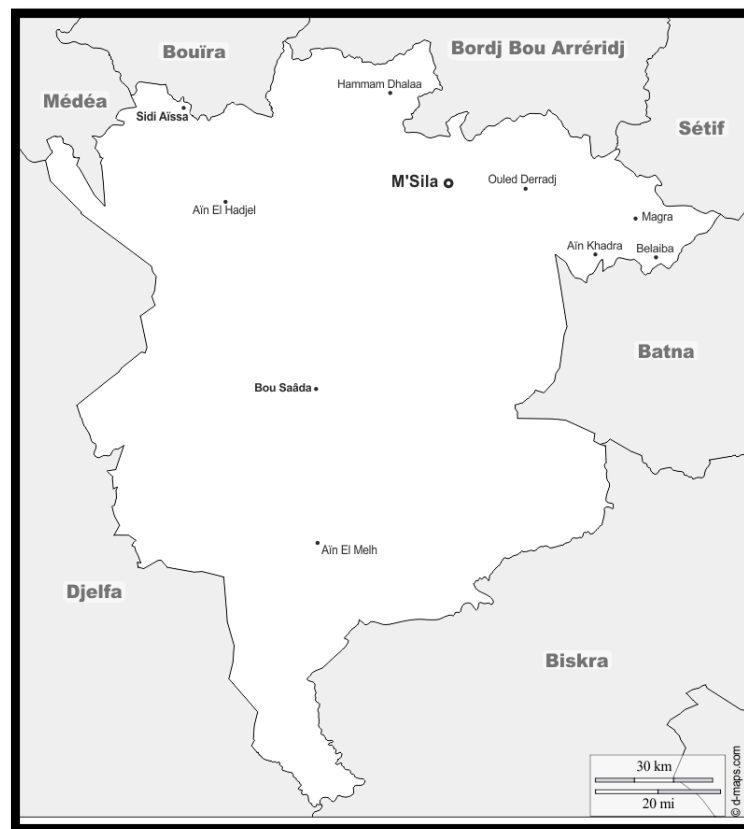 Bouïra
Bordj Bou Arréridj
Médéa
Hammam Dhalaa
Sidi Aïssa
Sétif
M'Sila
Ouled Derradj
Aïn El Hadjel
Magra
Aïn Khadra
Belaiba
Batna
Bou Saâda
Aïn El Melh
Djelfa
Biskra
30 km
20 mi
© d-maps.com